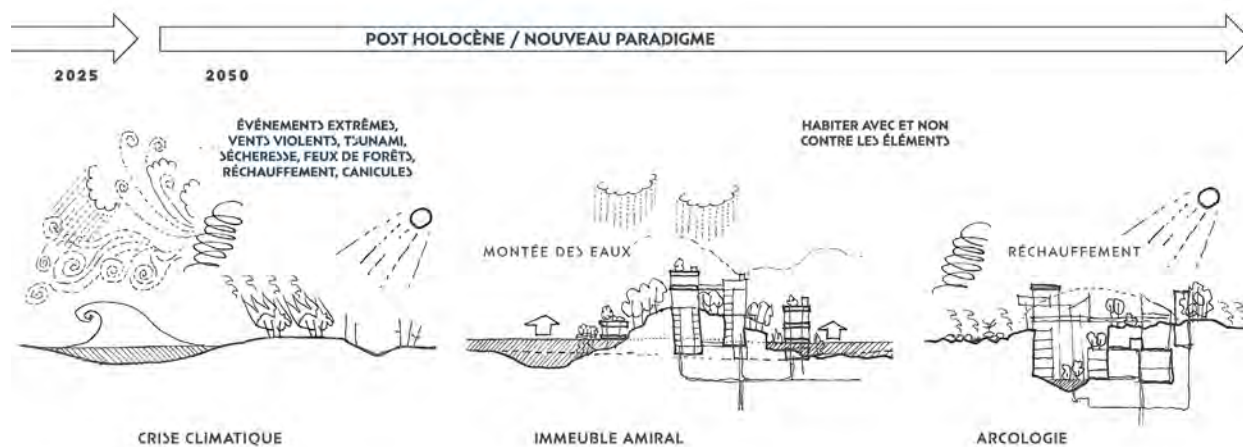 POST HOLOCÈNE / NOUVEAU PARADIGME
2025
2050
ÉVÉNEMENTS EXTRÊMES,
VENTS VIOLENTS, TSUNAMI,
SÉCHERESSE, FEUX DE FORÊTS,
RÉCHAUFFEMENT, CANICULES
HABITER AVEC ET NON
CONTRE LES ÉLÉMENTS
MONTÉE DES EAUX
RÉCHAUFFEMENT
CRISE CLIMATIQUE
IMMEUBLE AMIRAL
ARCOLOGIE